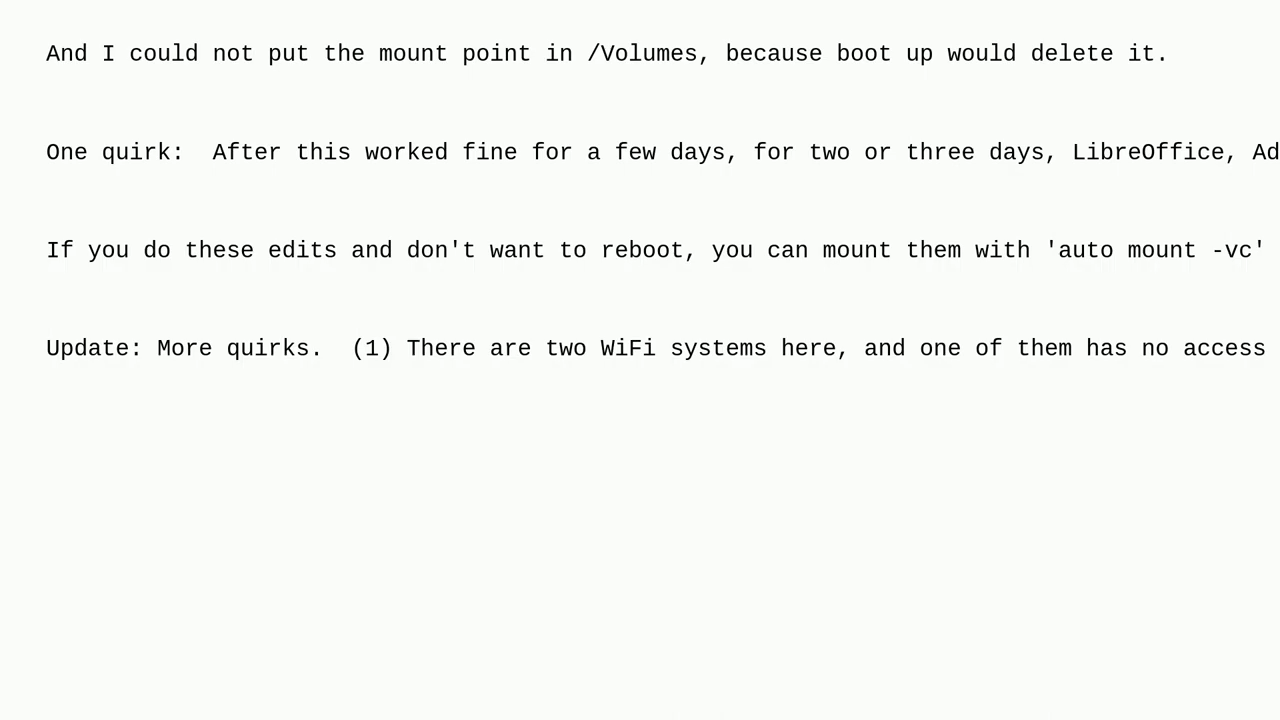 And I could not put the mount point in /Volumes, because boot up would delete it.
One quirk:  After this worked fine for a few days, for two or three days, LibreOffice, Ad
If you do these edits and don't want to reboot, you can mount them with 'auto mount -vc'
Update: More quirks.  (1) There are two WiFi systems here, and one of them has no access